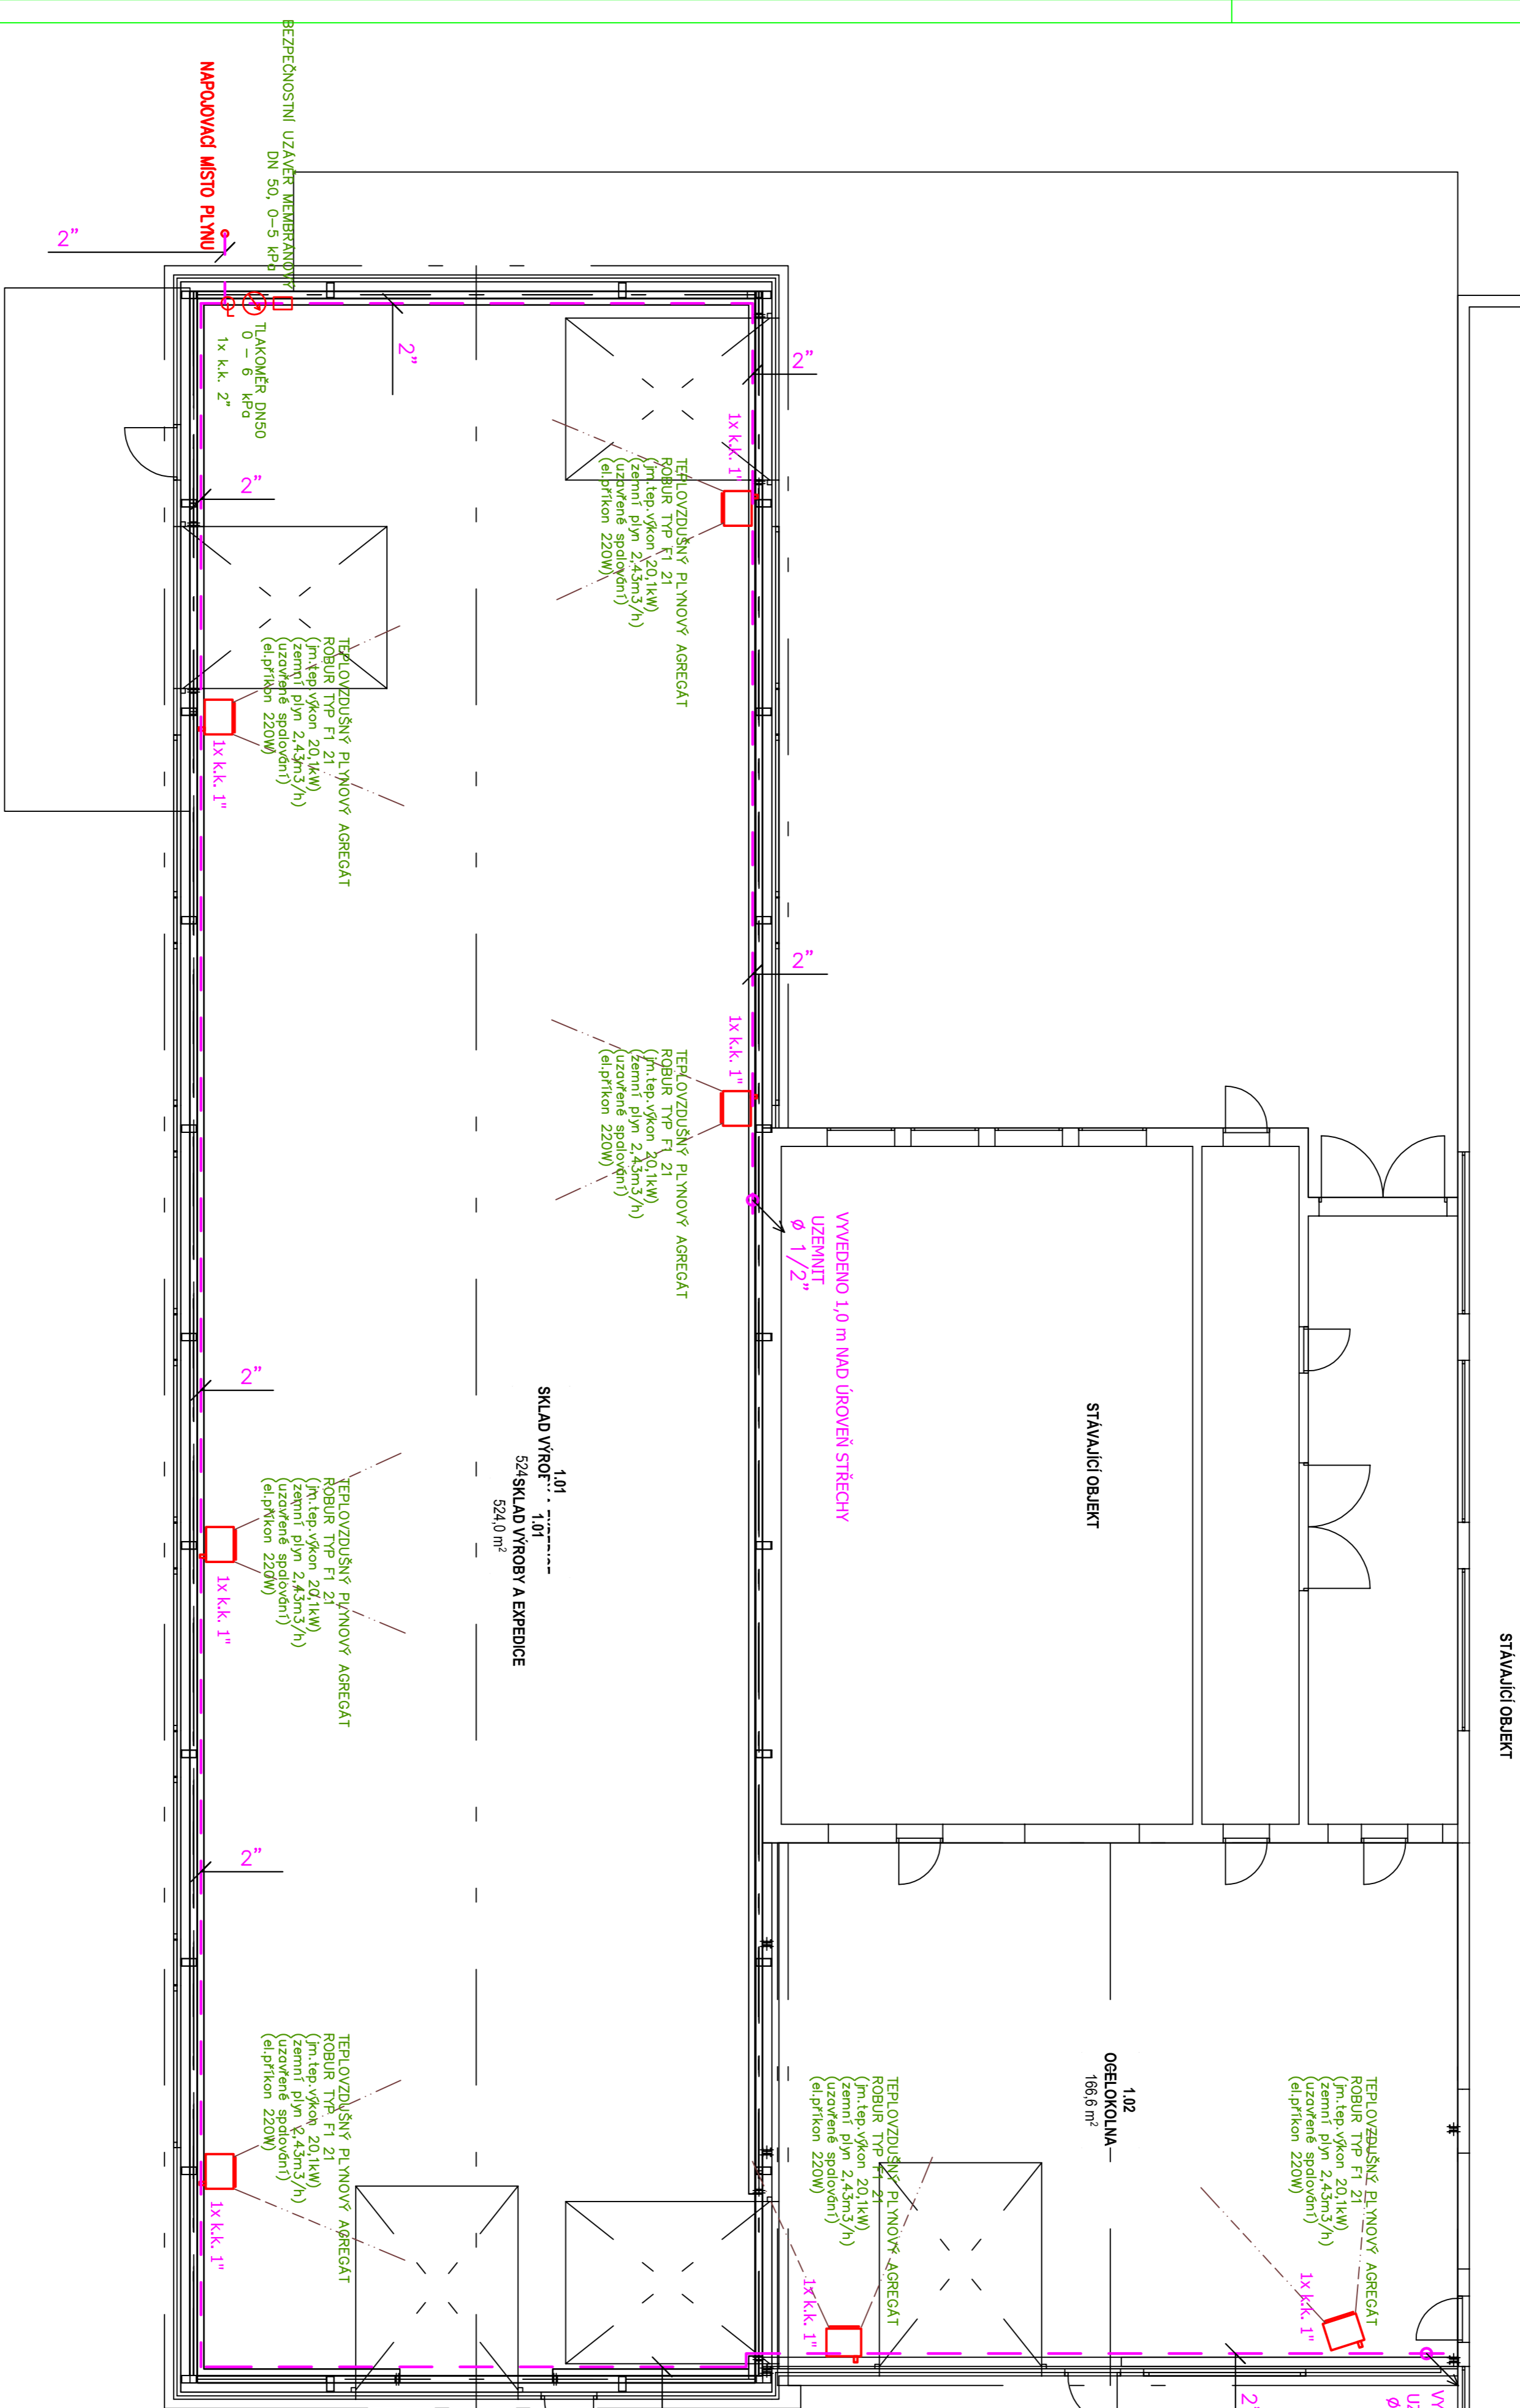 BEZPEČNOSTNÍ UZÁVĚR MEMBRÁNOVÝ
DN 50, 0–5 kPa
NAPOJOVACÍ MÍSTO PLYNU
2"
TLAKOMĚR DN50
0 – 6 kPa
1x k.k. 2"
2"
2"
1x k.k. 1"
TEPLOVZDUŠNÝ PLYNOVÝ AGREGÁT
ROBUR TYP F1 21
(jm.tep.výkon 20,1kW)
(zemní plyn 2,43m3/h)
(uzavřené spalování)
(el.příkon 220W)
2"
TEPLOVZDUŠNÝ PLYNOVÝ AGREGÁT
ROBUR TYP F1 21
(jm.tep.výkon 20,1kW)
(zemní plyn 2,43m3/h)
(uzavřené spalování)
(el.příkon 220W)
1x k.k. 1"
2"
1x k.k. 1"
TEPLOVZDUŠNÝ PLYNOVÝ AGREGÁT
ROBUR TYP F1 21
(jm.tep.výkon 20,1kW)
(zemní plyn 2,43m3/h)
(uzavřené spalování)
(el.příkon 220W)
VYVEDENO 1,0 m NAD ÚROVEŇ STŘECHY
UZEMNIT
ø 1/2"
STÁVAJÍCÍ OBJEKT
STÁVAJÍCÍ OBJEKT
2"
1.01
SKLAD
1.01
524
SKLAD VÝROBY A EXPEDICE
524,0 m²
TEPLOVZDUŠNÝ PLYNOVÝ AGREGÁT
ROBUR TYP F1 21
(jm.tep.výkon 20,1kW)
(zemní plyn 2,43m3/h)
(uzavřené spalování)
(el.příkon 220W)
1x k.k. 1"
2"
TEPLOVZDUŠNÝ PLYNOVÝ AGREGÁT
ROBUR TYP F1 21
(jm.tep.výkon 20,1kW)
(zemní plyn 2,43m3/h)
(uzavřené spalování)
(el.příkon 220W)
1x k.k. 1"
1.02
OCELOKOLNA
166,6 m²
TEPLOVZDUŠNÝ PLYNOVÝ AGREGÁT
ROBUR TYP F1 21
(jm.tep.výkon 20,1kW)
(zemní plyn 2,43m3/h)
(uzavřené spalování)
(el.příkon 220W)
1x k.k. 1"
TEPLOVZDUŠNÝ PLYNOVÝ AGREGÁT
ROBUR TYP F1 21
(jm.tep.výkon 20,1kW)
(zemní plyn 2,43m3/h)
(uzavřené spalování)
(el.příkon 220W)
1x k.k. 1"
2"
ø